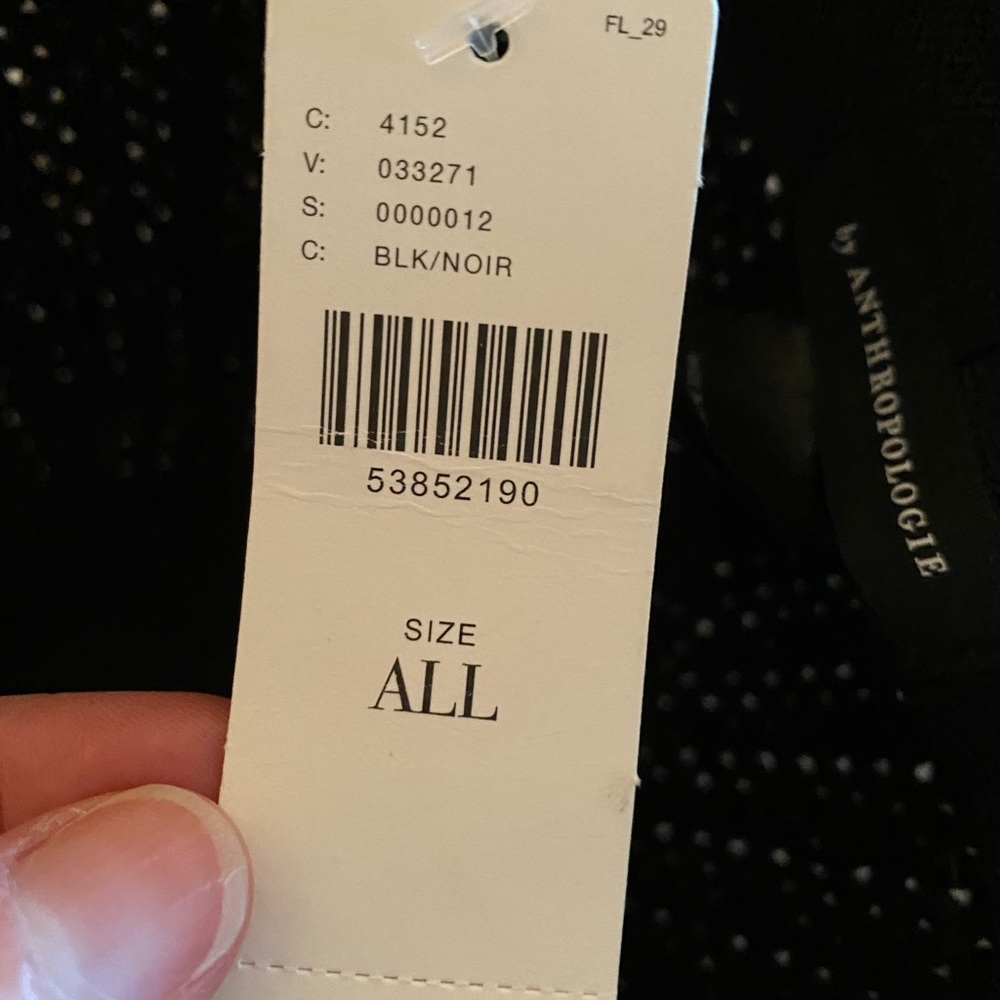 FL_29
C: 4152
V: 033271
S: 0000012
C: BLK/NOIR
53852190
SIZE
ALL
by ANTHROPOLOGIE